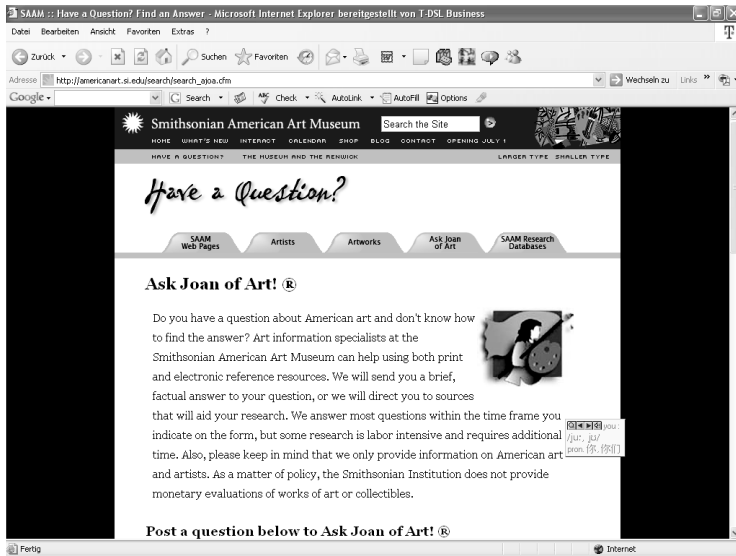 SAAM :: Have a Question? Find an Answer - Microsoft Internet Explorer bereitgestellt von T-DSL Business
Datei Bearbeiten Ansicht Favoriten Extras ?
Zurück Suchen Favoriten
Adresse http://americanart.si.edu/search/search_ajoa.cfm Wechseln zu Links »
Google Search Check AutoLink AutoFill Options
Smithsonian American Art Museum Search the Site
HOME WHAT'S NEW INTERACT CALENDAR SHOP BLOG CONTACT OPENING JULY 1
HAVE A QUESTION? THE MUSEUM AND THE RENWICK LARGER TYPE SMALLER TYPE
Have a Question?
SAAM Web Pages
Artists
Artworks
Ask Joan of Art
SAAM Research Databases
Ask Joan of Art! ®
Do you have a question about American art and don't know how
to find the answer? Art information specialists at the
Smithsonian American Art Museum can help using both print
and electronic reference resources. We will send you a brief,
factual answer to your question, or we will direct you to sources
that will aid your research. We answer most questions within the time frame you
indicate on the form, but some research is labor intensive and requires additional
time. Also, please keep in mind that we only provide information on American art
and artists. As a matter of policy, the Smithsonian Institution does not provide
monetary evaluations of works of art or collectibles.
you :
/ju:, ju/
pron. 你, 你们
Post a question below to Ask Joan of Art! ®
Fertig Internet